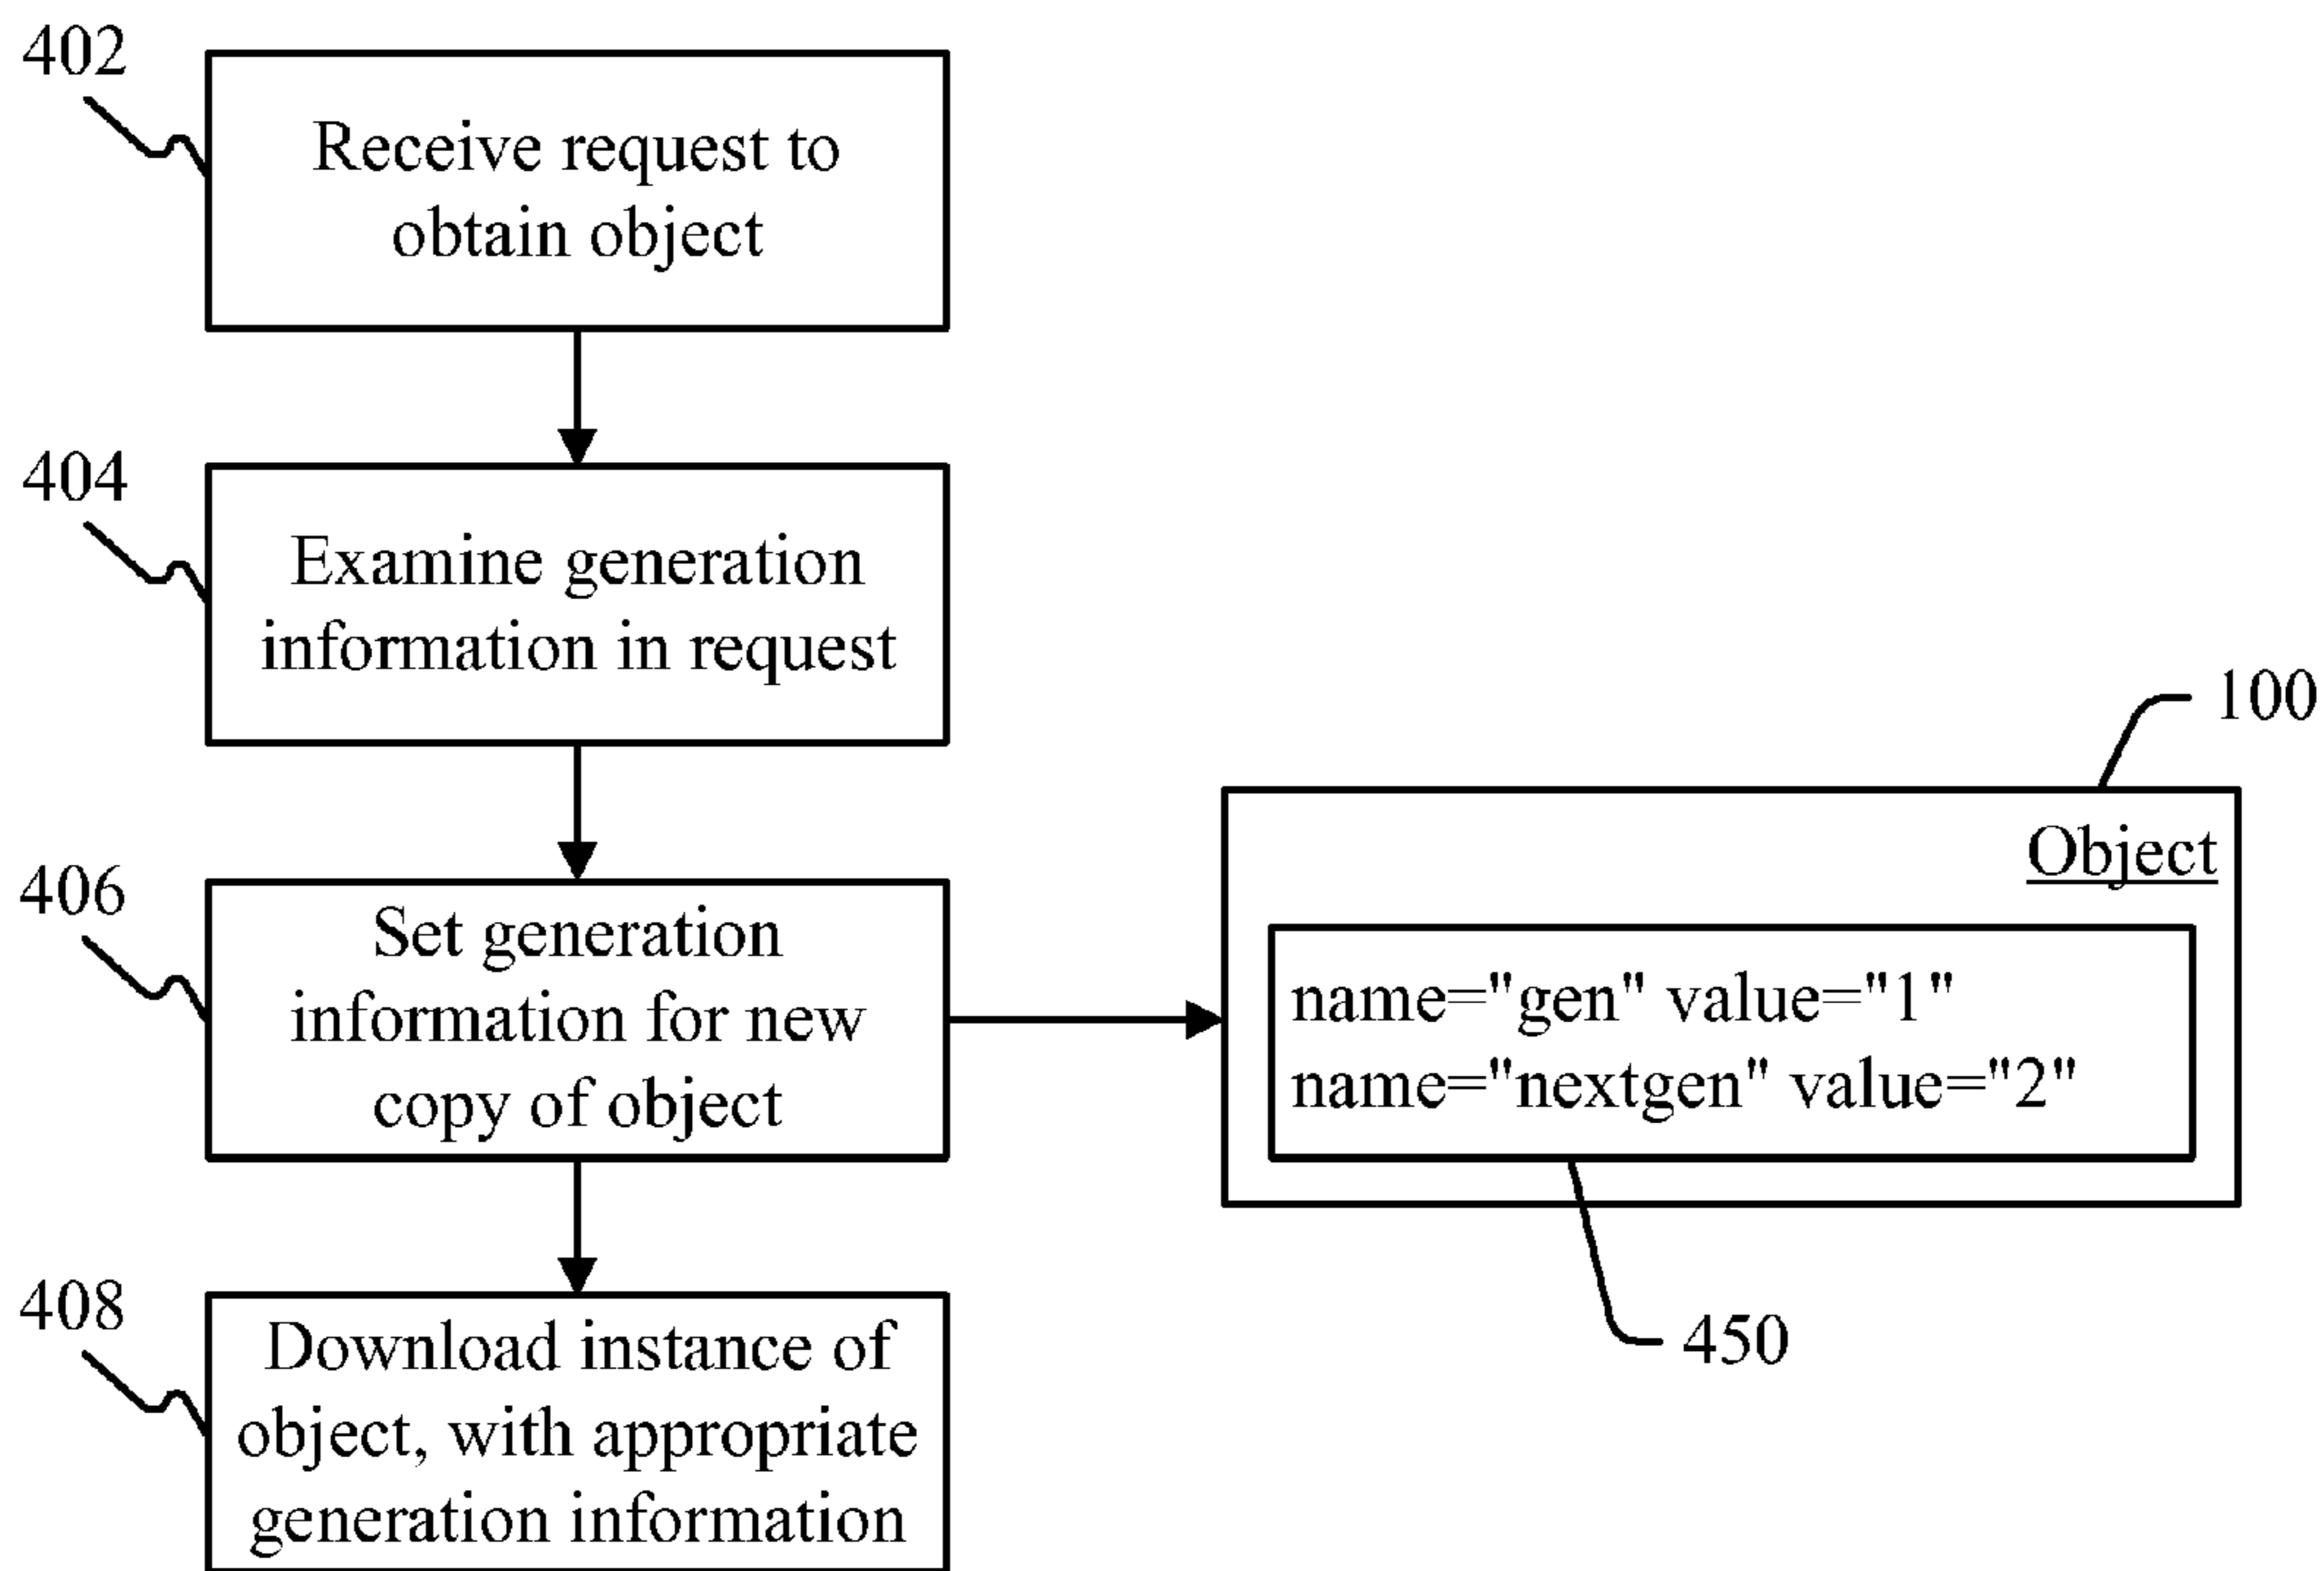 402
Receive request to
obtain object
404
Examine generation
information in request
406
Set generation
information for new
copy of object
408
Download instance of
object, with appropriate
generation information
100
Object
name="gen" value="1"
name="nextgen" value="2"
450